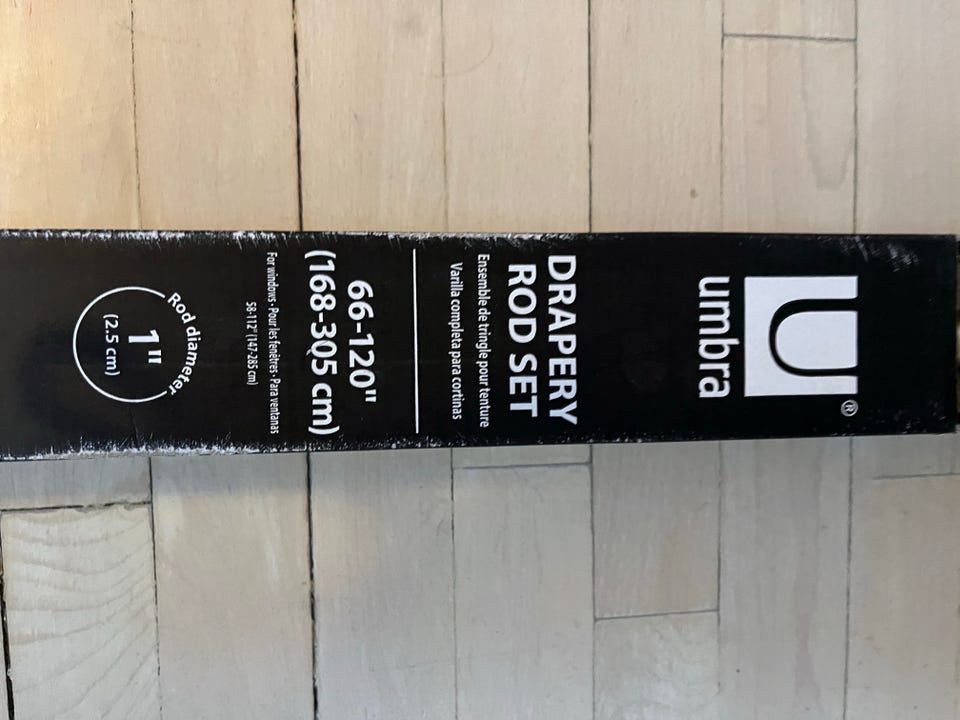 umbra
®
DRAPERY
ROD SET
Ensemble de tringle pour tenture
Varilla completa para cortinas
66-120"
(168-305 cm)
For windows · Pour les fenêtres · Para ventanas
58-112" (147-285 cm)
Rod diameter
1"
(2.5 cm)